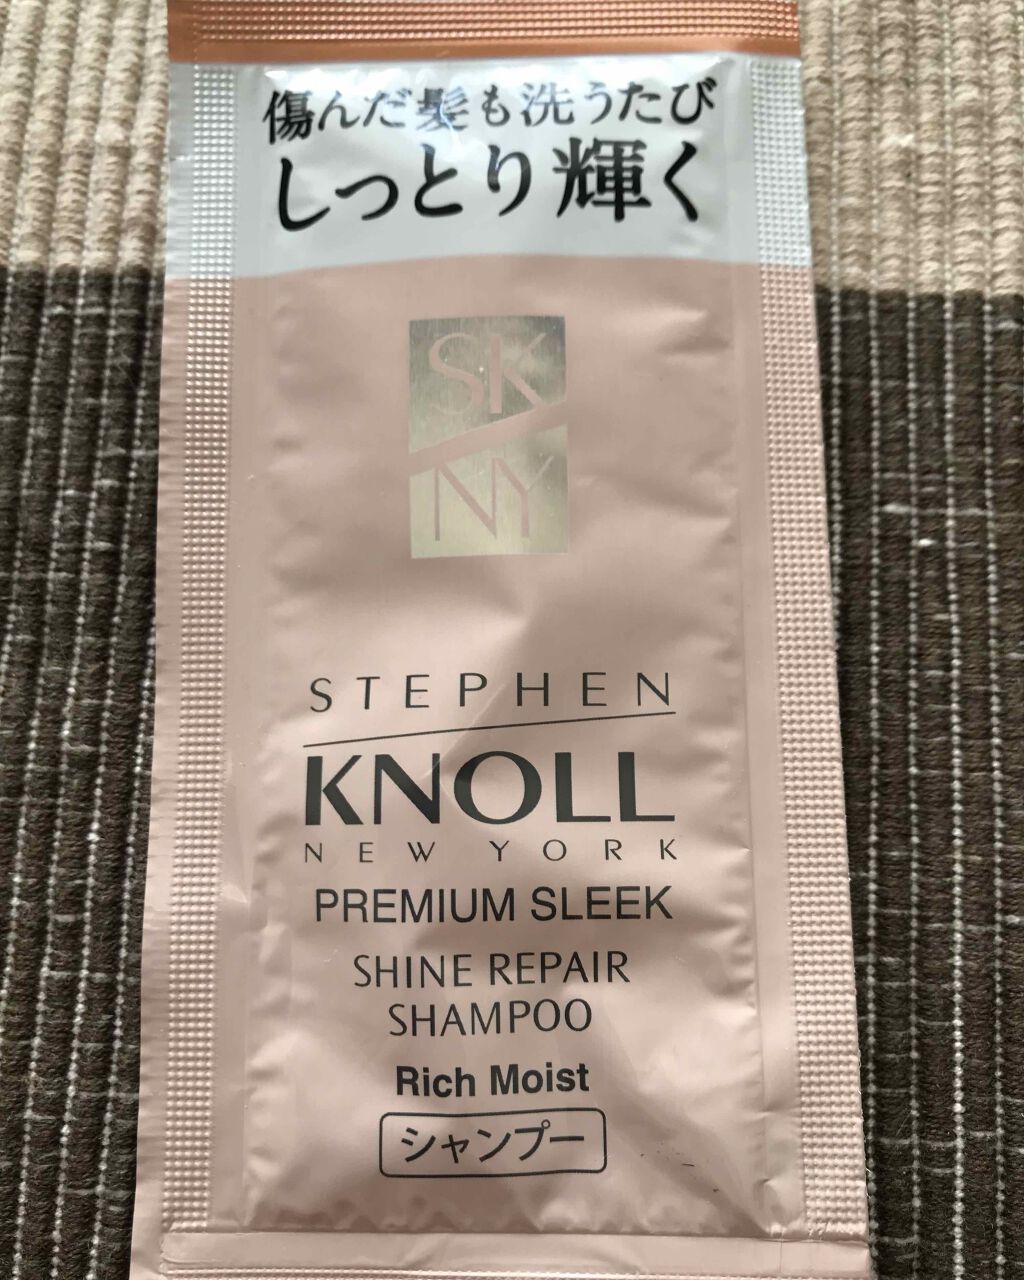 傷んだ髪も洗うたび
しっとり輝く
SK
NY
STEPHEN
KNOLL
NEW YORK
PREMIUM SLEEK
SHINE REPAIR
SHAMPOO
Rich Moist
シャンプー